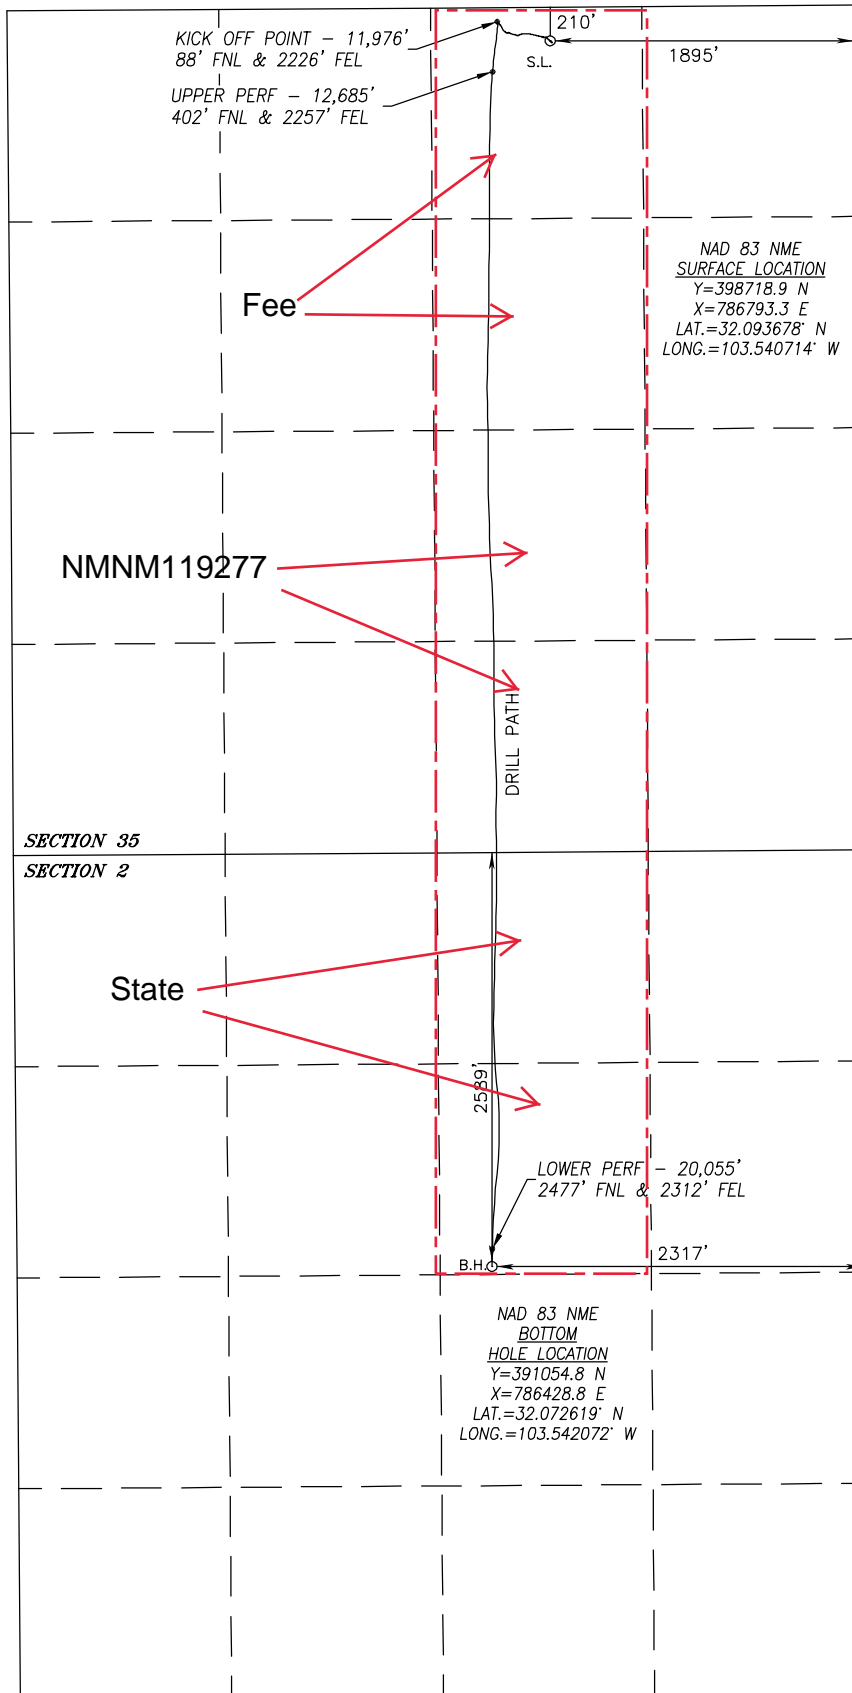 KICK OFF POINT – 11,976'
88' FNL & 2226' FEL
210'
S.L.
1895'
UPPER PERF – 12,685'
402' FNL & 2257' FEL
NAD 83 NME
SURFACE LOCATION
Y=398718.9 N
X=786793.3 E
LAT.=32.093678° N
LONG.=103.540714° W
Fee
NMNM119277
DRILL PATH
SECTION 35
SECTION 2
State
2589'
LOWER PERF – 20,055'
2477' FNL & 2312' FEL
B.H.
2317'
NAD 83 NME
BOTTOM
HOLE LOCATION
Y=391054.8 N
X=786428.8 E
LAT.=32.072619° N
LONG.=103.542072° W